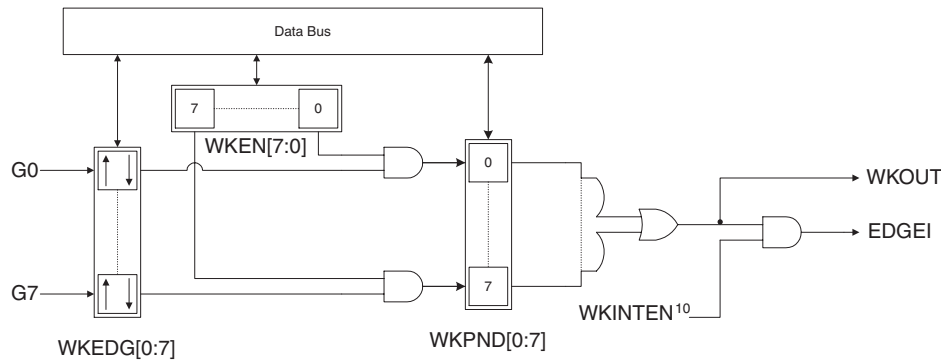 Data Bus
7 0
WKEN[7:0]
G0
0
WKOUT
EDGEI
G7
7
WKINTEN10
WKEDG[0:7]
WKPND[0:7]